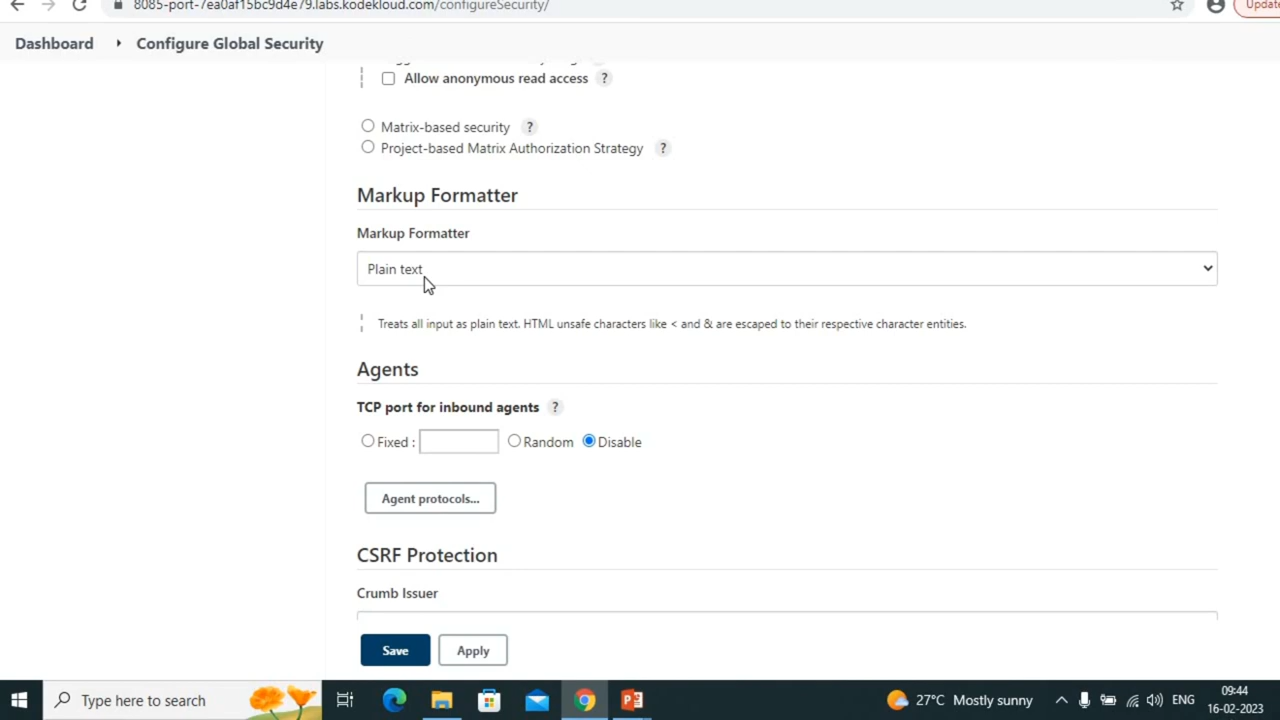 8085-port-7ea0af15bc9d4e79.labs.kodekloud.com/configureSecurity/
Update
Dashboard
Configure Global Security
Allow anonymous read access ?
Matrix-based security ?
Project-based Matrix Authorization Strategy ?
Markup Formatter
Markup Formatter
Plain text
Treats all input as plain text. HTML unsafe characters like < and & are escaped to their respective character entities.
Agents
TCP port for inbound agents ?
Fixed : Random Disable
Agent protocols...
CSRF Protection
Crumb Issuer
Save Apply
Type here to search
27°C Mostly sunny
ENG
09:44
16-02-2023